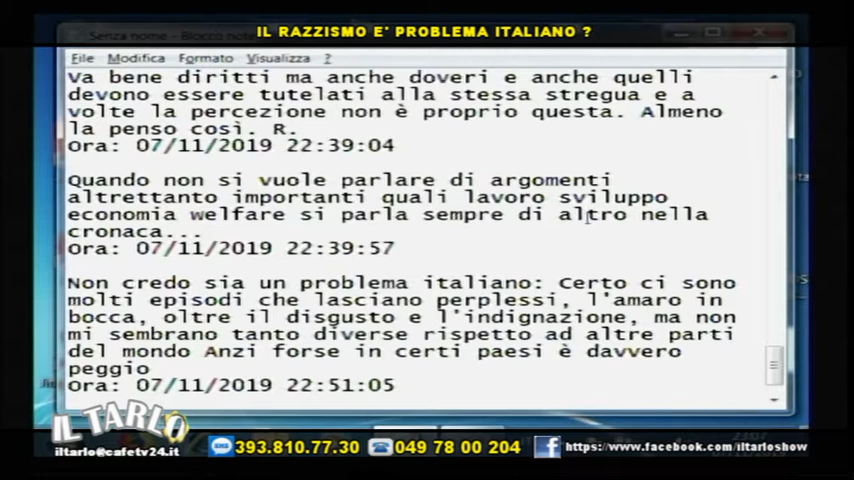 IL RAZZISMO E' PROBLEMA ITALIANO ?
Senza nome - Blocco note
File Modifica Formato Visualizza ?
Va bene diritti ma anche doveri e anche quelli
devono essere tutelati alla stessa stregua e a
volte la percezione non è proprio questa. Almeno
la penso così. R.
Ora: 07/11/2019 22:39:04
Quando non si vuole parlare di argomenti
altrettanto importanti quali lavoro sviluppo
economia welfare si parla sempre di altro nella
cronaca...
Ora: 07/11/2019 22:39:57
Non credo sia un problema italiano: Certo ci sono
molti episodi che lasciano perplessi, l'amaro in
bocca, oltre il disgusto e l'indignazione, ma non
mi sembrano tanto diverse rispetto ad altre parti
del mondo Anzi forse in certi paesi è davvero
peggio
Ora: 07/11/2019 22:51:05
IL TARLO
iltarlo@cafetv24.it
SMS 393.810.77.30 049 78 00 204 f https://www.facebook.com/iltarloshow